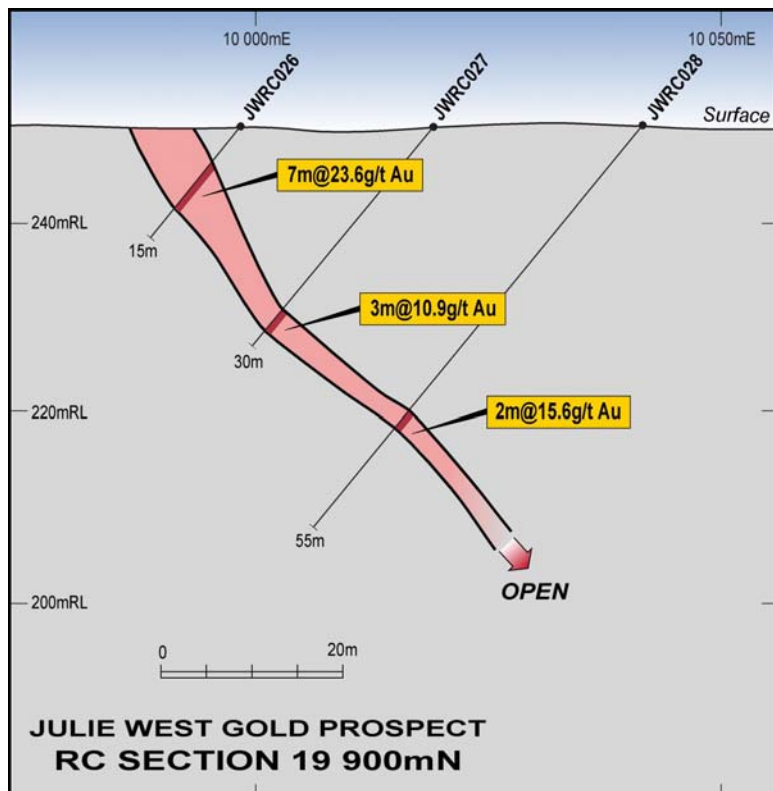 10 000mE
10 050mE
JWRC026
JWRC027
JWRC028
Surface
7m@23.6g/t Au
240mRL
15m
3m@10.9g/t Au
30m
220mRL
2m@15.6g/t Au
55m
OPEN
200mRL
0
20m
JULIE WEST GOLD PROSPECT
RC SECTION 19 900mN